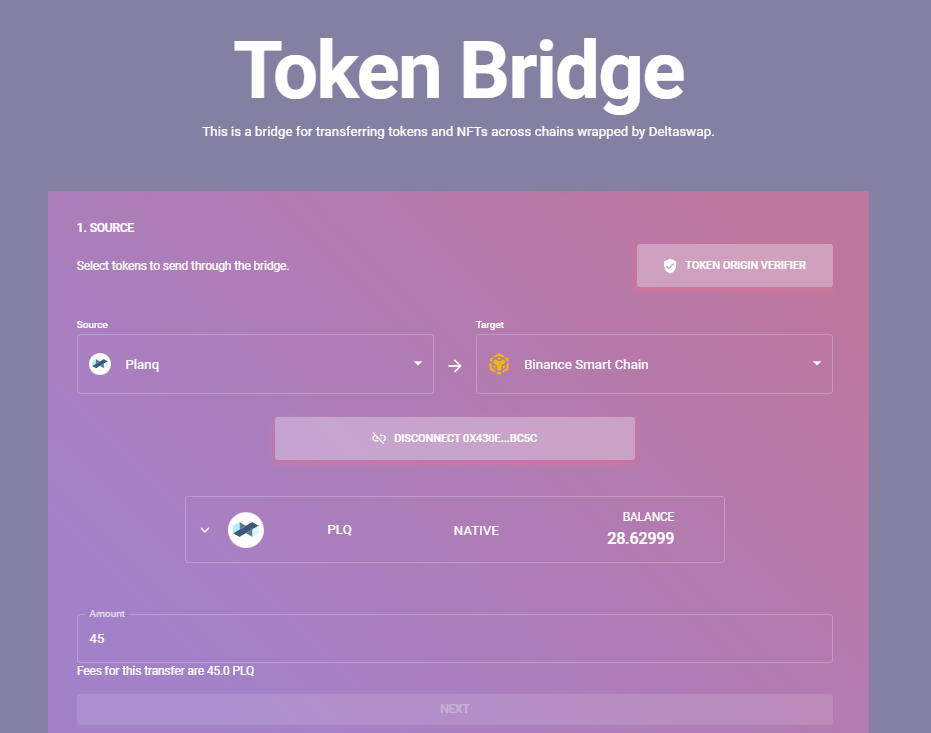 Token Bridge
This is a bridge for transferring tokens and NFTs across chains wrapped by Deltaswap.
1. SOURCE
Select tokens to send through the bridge.
TOKEN ORIGIN VERIFIER
Source
Target
Planq
Binance Smart Chain
DISCONNECT 0X430E...BC5C
PLQ
NATIVE
BALANCE
28.62999
Amount
45
Fees for this transfer are 45.0 PLQ
NEXT